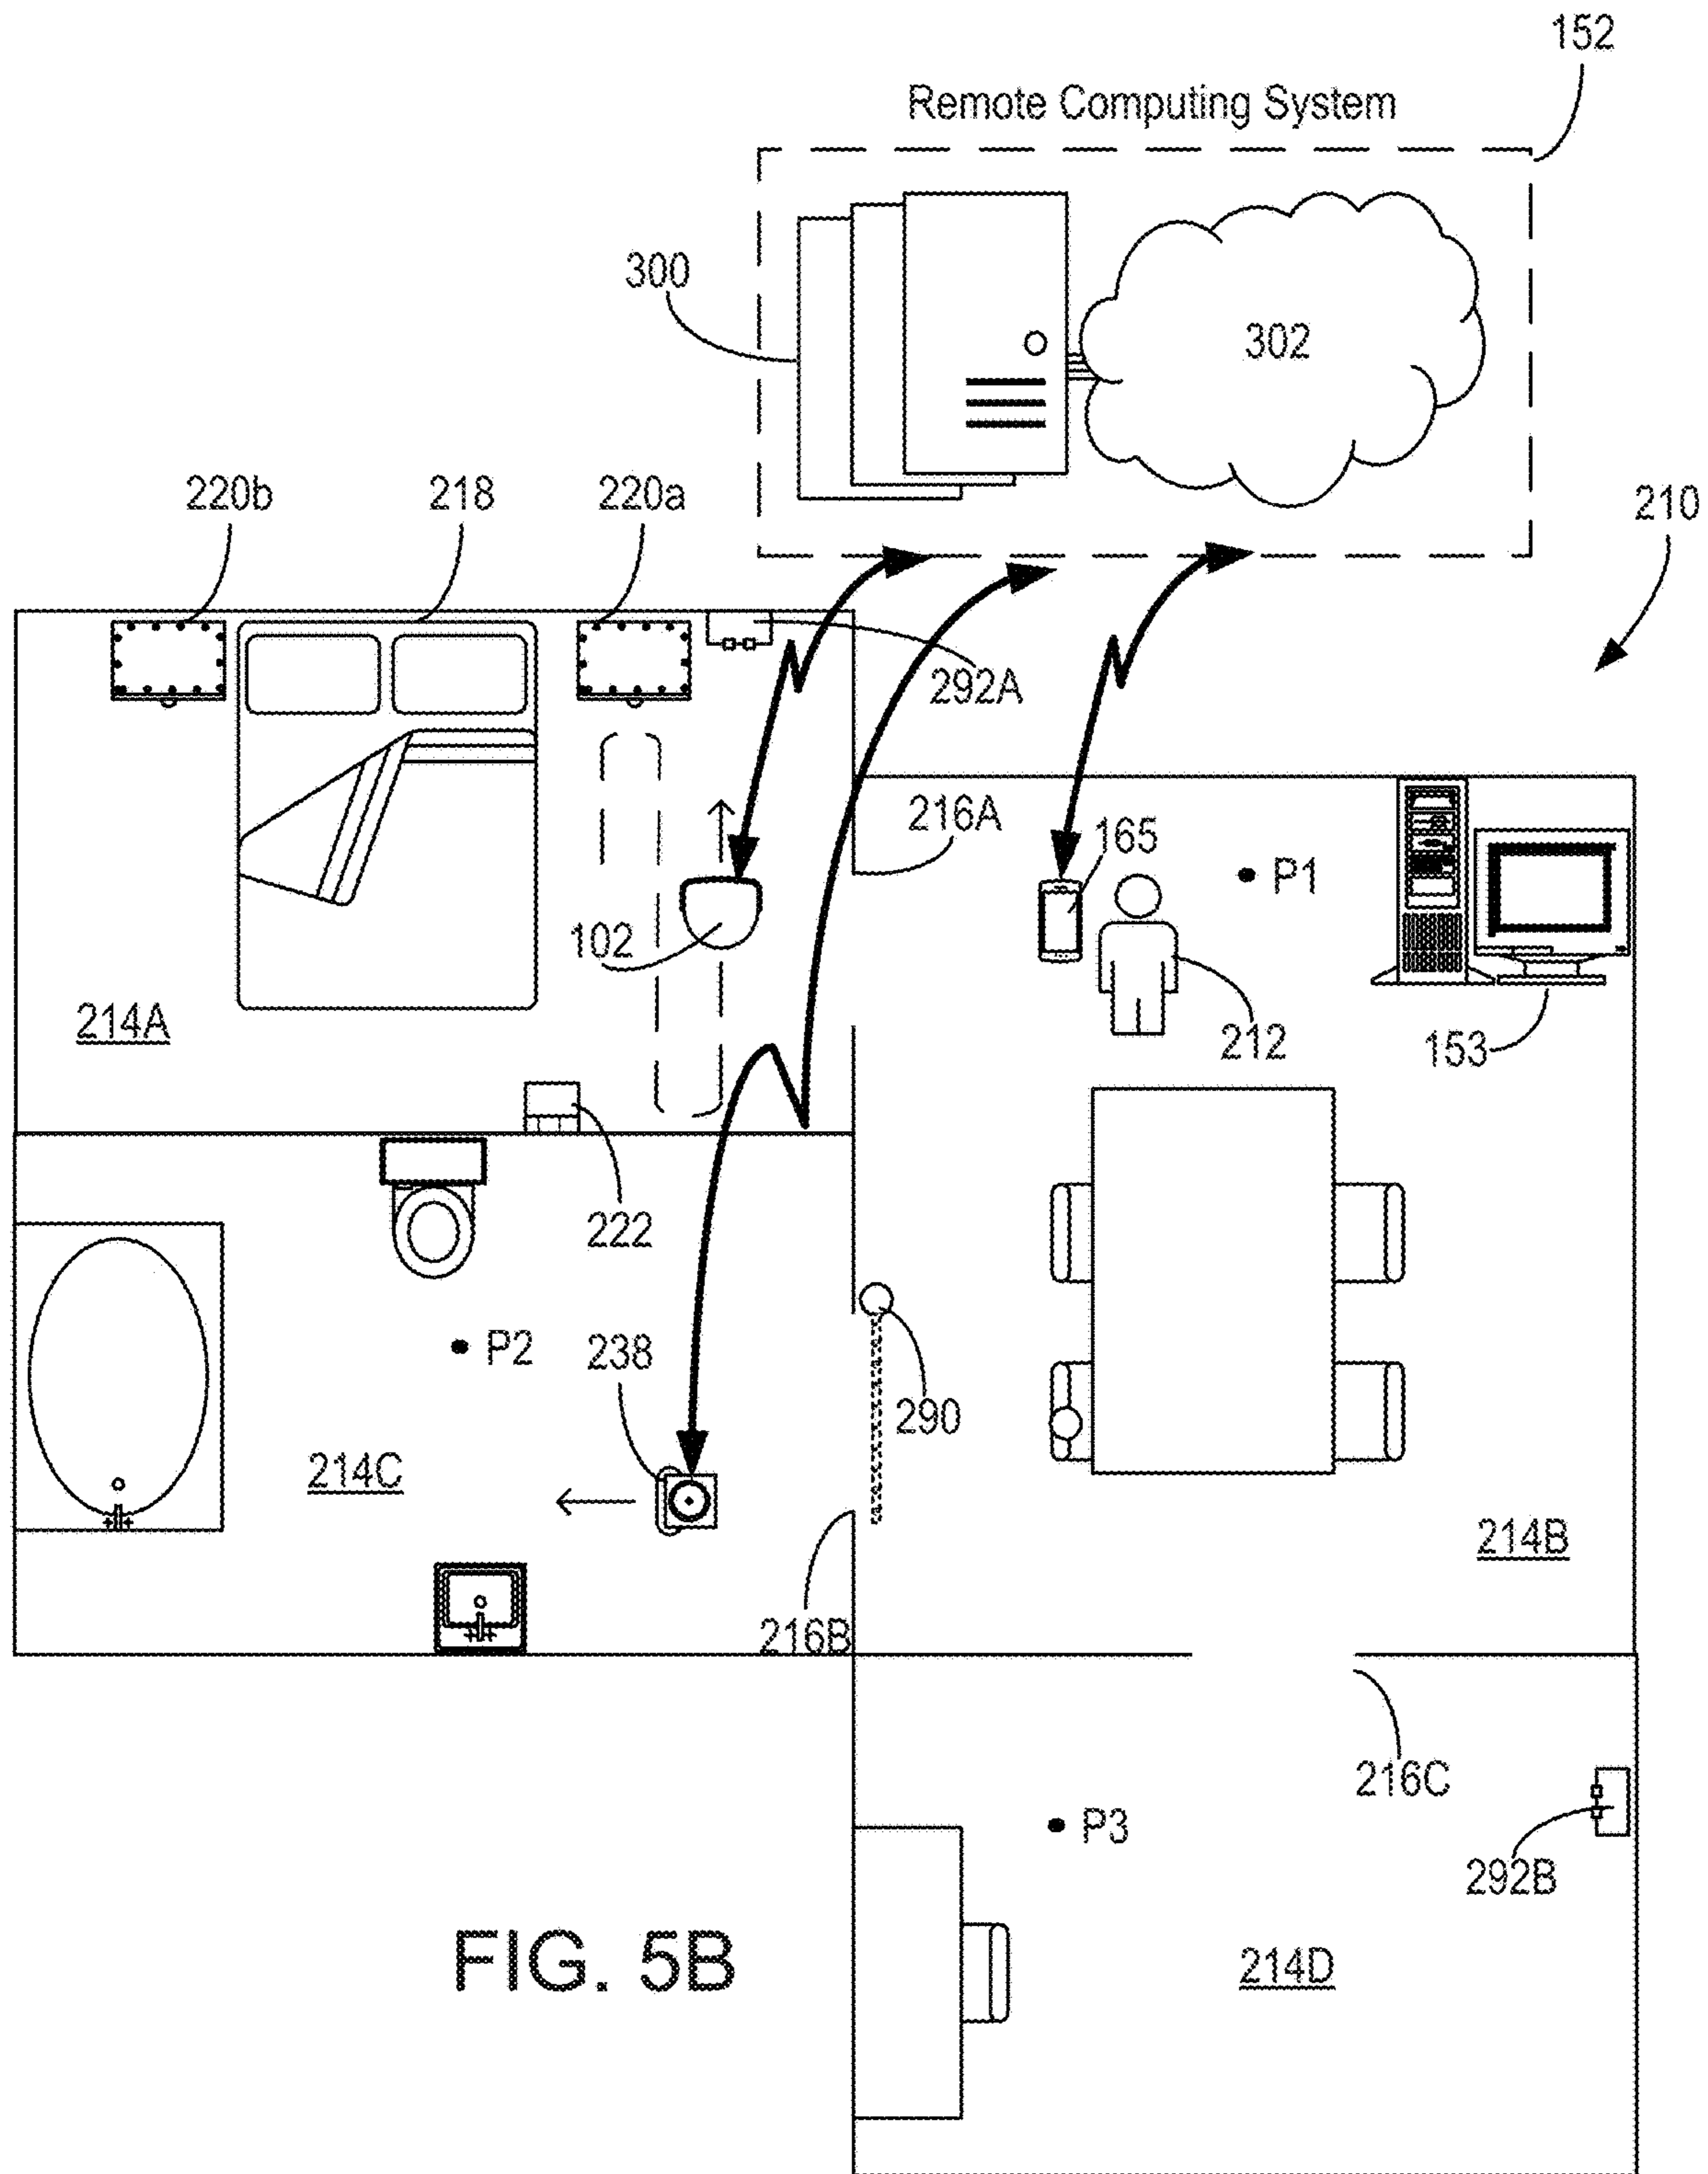 152
Remote Computing System
300
302
220b
218
220a
210
292A
216A
165
P1
102
214A
212
153
222
P2
238
290
214C
214B
216B
216C
P3
292B
FIG. 5B
214D